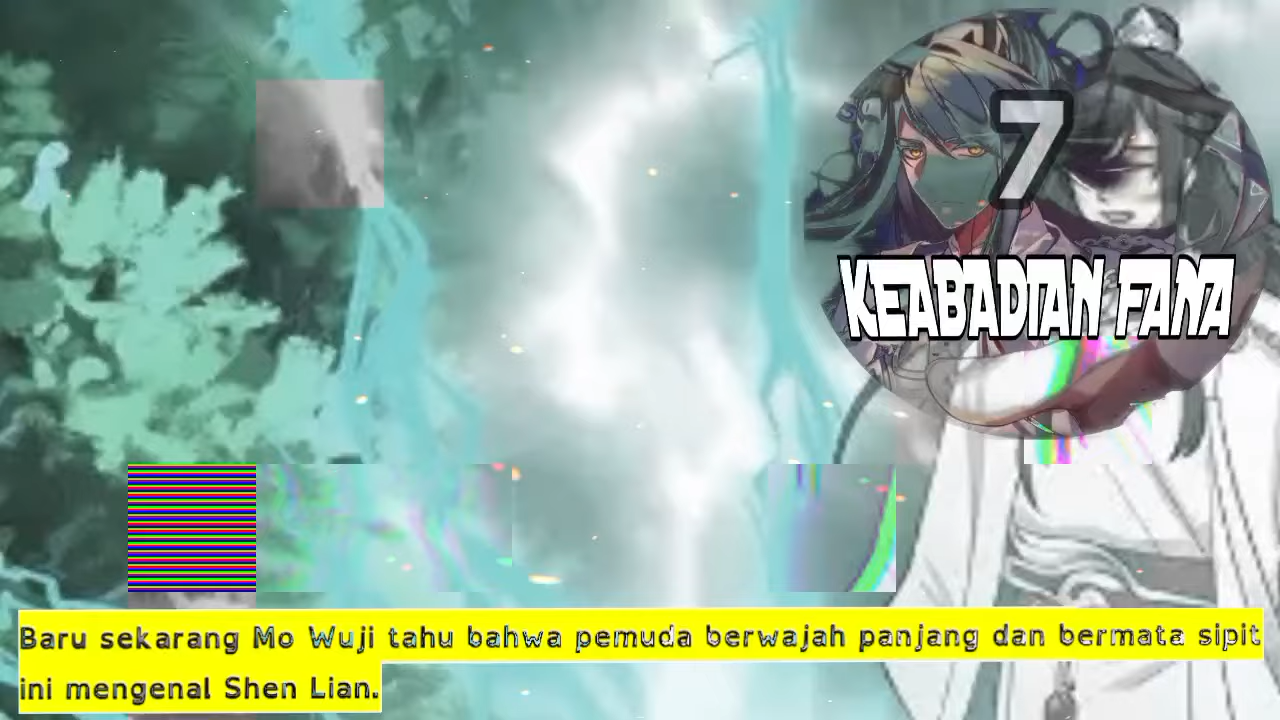 7
KEABADIAN FANA
Baru sekarang Mo Wuji tahu bahwa pemuda berwajah panjang dan bermata sipit
ini mengenal Shen Lian.